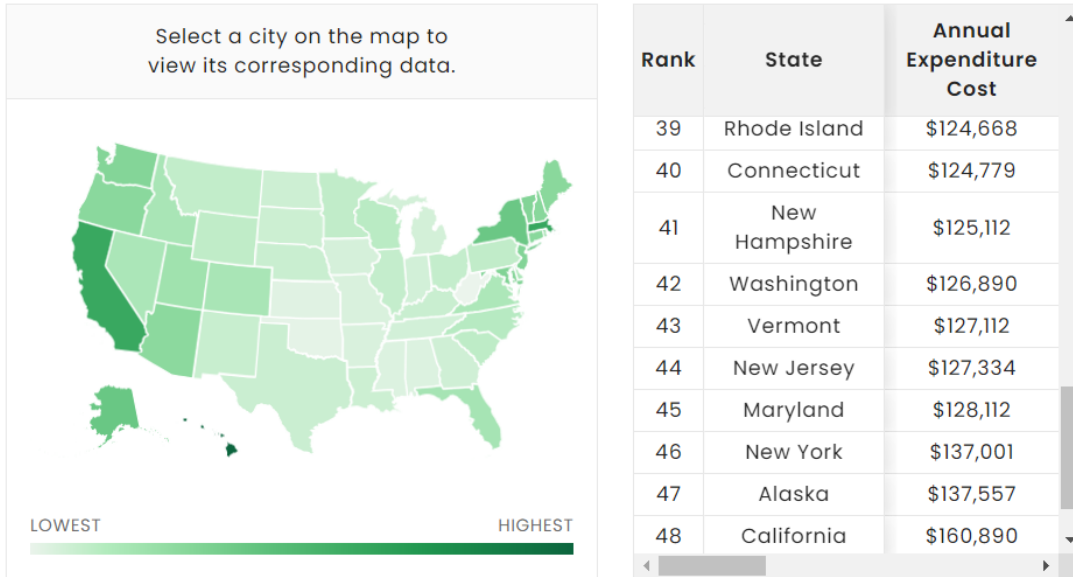 Select a city on the map to
view its corresponding data.
LOWEST
HIGHEST
Rank State Annual
Expenditure
Cost
39 Rhode Island $124,668
40 Connecticut $124,779
41 New
Hampshire $125,112
42 Washington $126,890
43 Vermont $127,112
44 New Jersey $127,334
45 Maryland $128,112
46 New York $137,001
47 Alaska $137,557
48 California $160,890